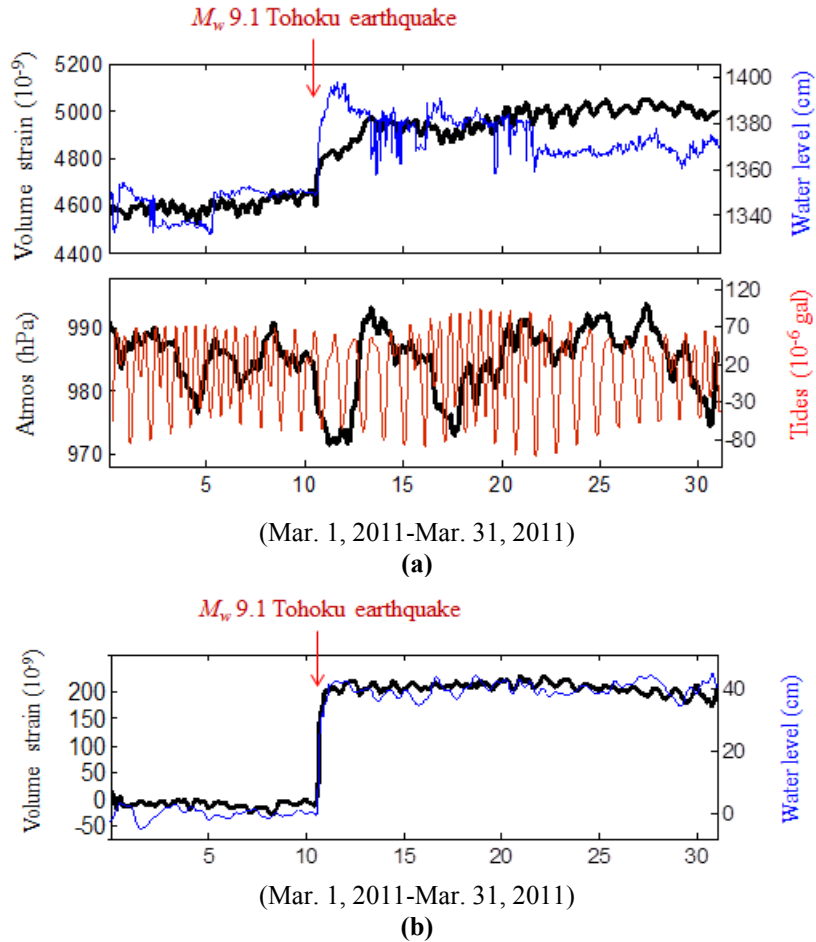 Mw 9.1 Tohoku earthquake
Volume strain (10-9)
5200
5000
4800
4600
4400
1400
1380
1360
1340
Water level (cm)
Atmos (hPa)
990
980
970
120
70
20
-30
-80
Tides (10-6 gal)
5 10 15 20 25 30
(Mar. 1, 2011-Mar. 31, 2011)
(a)
Mw 9.1 Tohoku earthquake
Volume strain (10-9)
200
150
100
50
0
-50
40
20
0
Water level (cm)
5 10 15 20 25 30
(Mar. 1, 2011-Mar. 31, 2011)
(b)